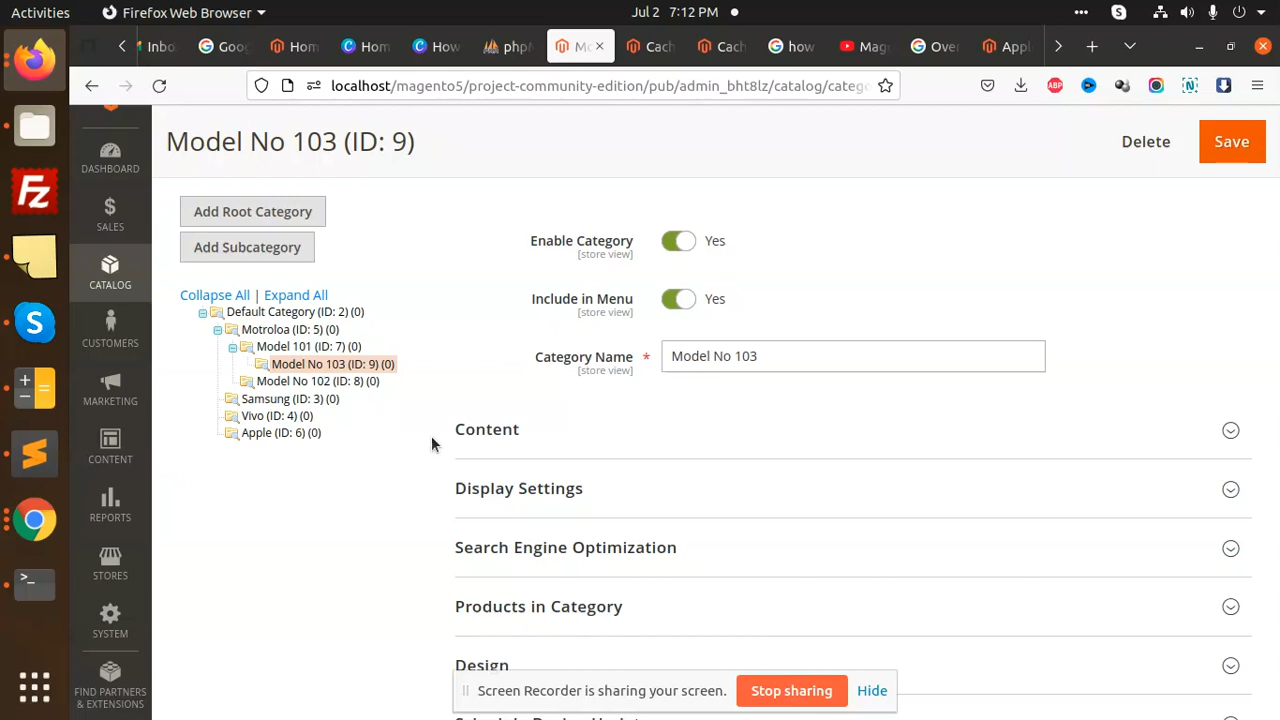 Activities
Firefox Web Browser
Jul 2 7:12 PM
Inbo
Goo
Hom
Hom
How
phpM
Mo
Cach
Cach
how
Mage
Over
Appl
localhost/magento5/project-community-edition/pub/admin_bht8lz/catalog/catego
ABP
N
Model No 103 (ID: 9)
Delete
Save
DASHBOARD
$
SALES
CATALOG
CUSTOMERS
MARKETING
CONTENT
REPORTS
STORES
SYSTEM
FIND PARTNERS
& EXTENSIONS
Add Root Category
Add Subcategory
Collapse All | Expand All
Default Category (ID: 2) (0)
Motroloa (ID: 5) (0)
Model 101 (ID: 7) (0)
Model No 103 (ID: 9) (0)
Model No 102 (ID: 8) (0)
Samsung (ID: 3) (0)
Vivo (ID: 4) (0)
Apple (ID: 6) (0)
Enable Category
[store view]
Yes
Include in Menu
[store view]
Yes
Category Name *
[store view]
Model No 103
Content
Display Settings
Search Engine Optimization
Products in Category
Design
Screen Recorder is sharing your screen.
Stop sharing
Hide